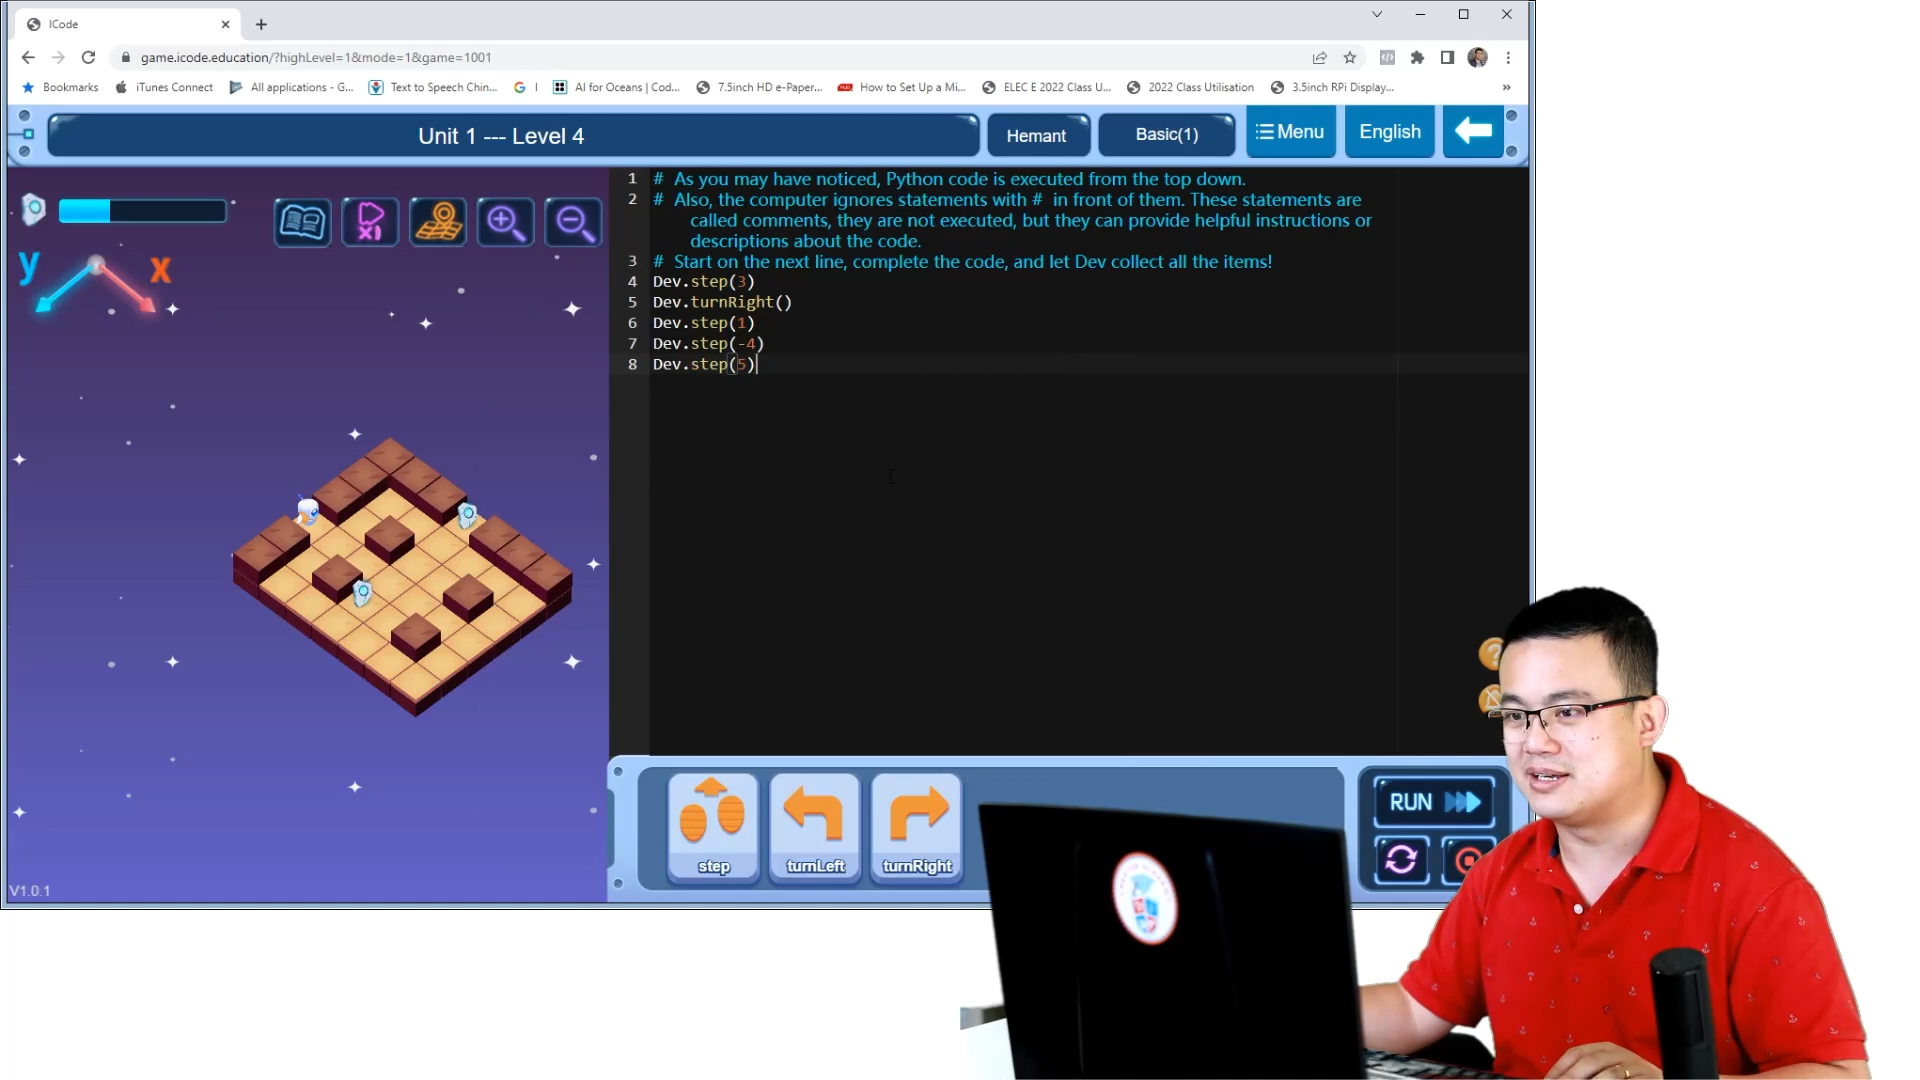 ICode
game.icode.education/?highLevel=1&mode=1&game=1001
Bookmarks iTunes Connect All applications - G... Text to Speech Chin... I AI for Oceans | Cod... 7.5inch HD e-Paper... How to Set Up a Mi... ELEC E 2022 Class U... 2022 Class Utilisation 3.5inch RPi Display... »
Unit 1 --- Level 4 Hemant Basic(1) Menu English
X1
y x
1 # As you may have noticed, Python code is executed from the top down.
2 # Also, the computer ignores statements with # in front of them. These statements are
called comments, they are not executed, but they can provide helpful instructions or
descriptions about the code.
3 # Start on the next line, complete the code, and let Dev collect all the items!
4 Dev.step(3)
5 Dev.turnRight()
6 Dev.step(1)
7 Dev.step(-4)
8 Dev.step(5)
step turnLeft turnRight
RUN
V1.0.1